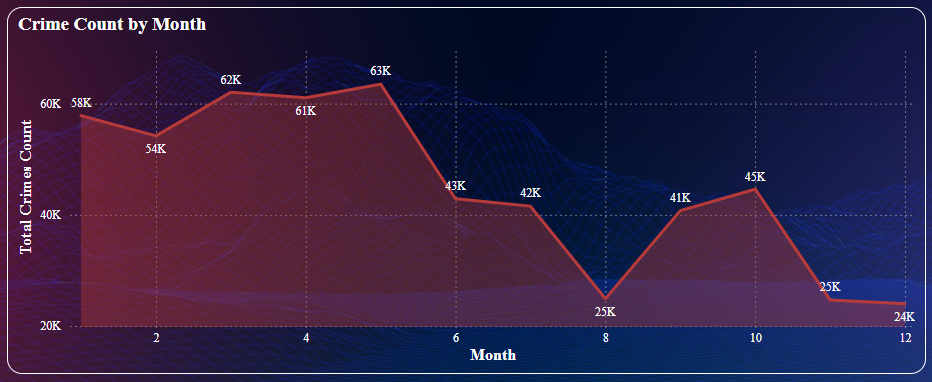 Crime Count by Month
Total Crimes Count
60K
40K
20K
58K
54K
62K
61K
63K
43K
42K
25K
41K
45K
25K
24K
2 4 6 8 10 12
Month